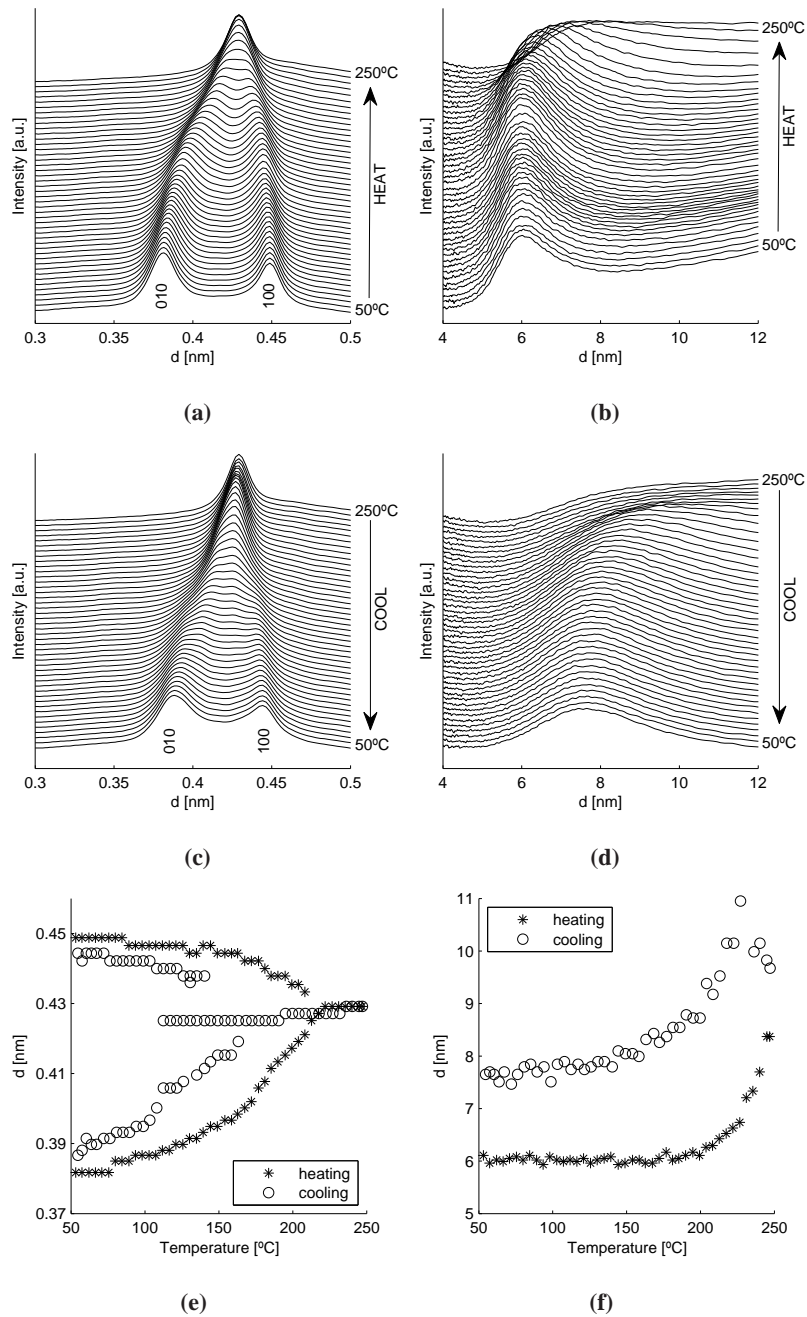 250ºC
HEAT
50ºC
010
100
Intensity [a.u.]
0.3 0.35 0.4 0.45 0.5
d [nm]
(a)
250ºC
HEAT
50ºC
Intensity [a.u.]
4 6 8 10 12
d [nm]
(b)
250ºC
COOL
50ºC
010
100
Intensity [a.u.]
0.3 0.35 0.4 0.45 0.5
d [nm]
(c)
250ºC
COOL
50ºC
Intensity [a.u.]
4 6 8 10 12
d [nm]
(d)
0.45
0.43
0.41
0.39
0.37
d [nm]
heating
cooling
50 100 150 200 250
Temperature [ºC]
(e)
11
10
9
8
7
6
5
d [nm]
heating
cooling
50 100 150 200 250
Temperature [ºC]
(f)